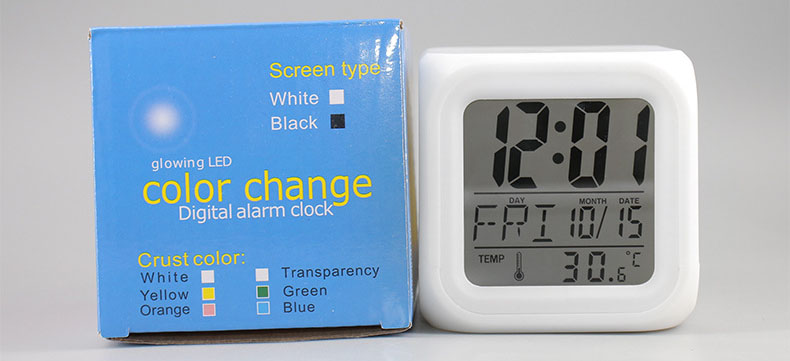 Screen type
White
Black
glowing LED
color change
Digital alarm clock
Crust color:
White Transparency
Yellow Green
Orange Blue
12:01
DAY MONTH DATE
FRI 10/15
TEMP 30.6°C